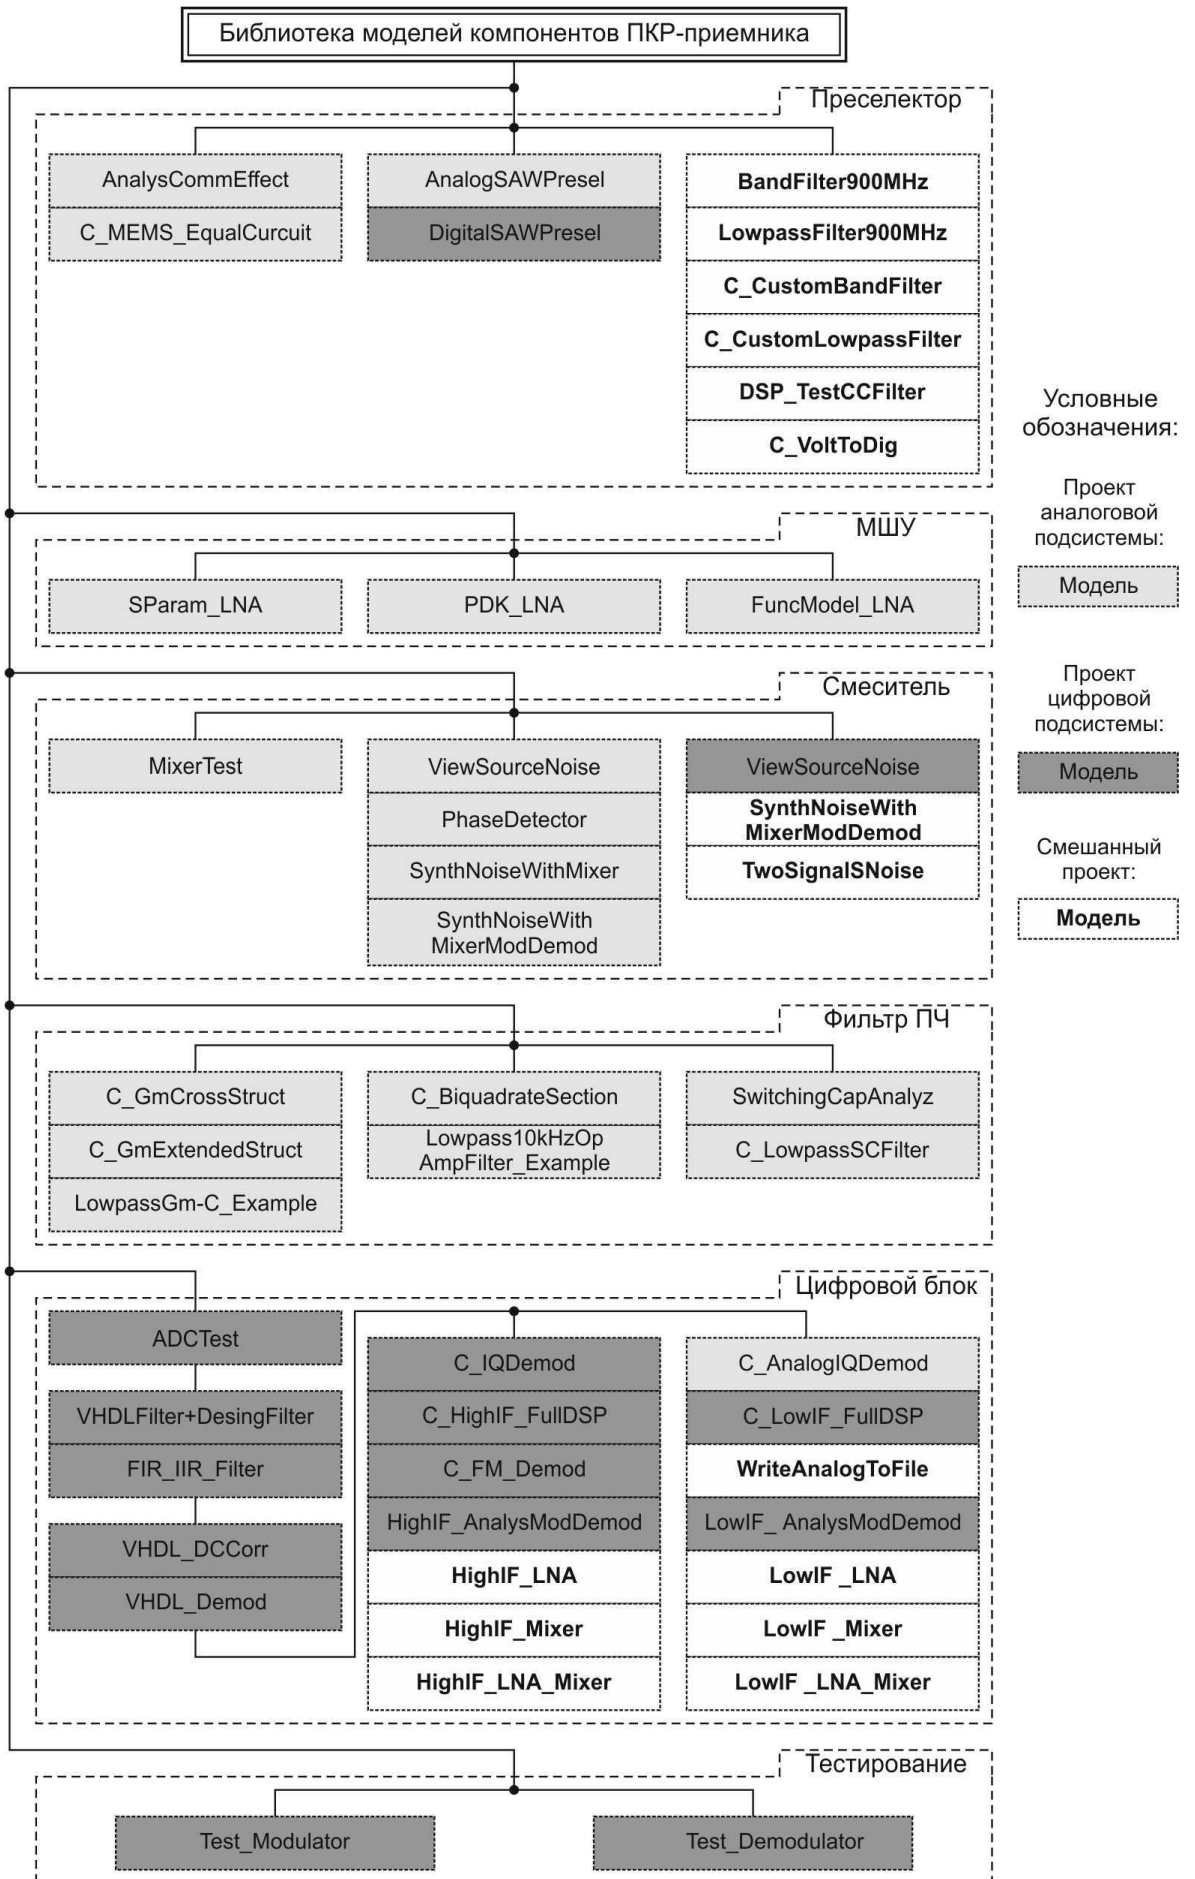 Библиотека моделей компонентов ПКР-приемника
Преселектор
AnalysCommEffect
C_MEMS_EqualCurcuit
AnalogSAWPresel
DigitalSAWPresel
BandFilter900MHz
LowpassFilter900MHz
C_CustomBandFilter
C_CustomLowpassFilter
DSP_TestCCFilter
C_VoltToDig
МШУ
SParam_LNA
PDK_LNA
FuncModel_LNA
Смеситель
MixerTest
ViewSourceNoise
PhaseDetector
SynthNoiseWithMixer
SynthNoiseWith
MixerModDemod
ViewSourceNoise
SynthNoiseWith
MixerModDemod
TwoSignalSNoise
Фильтр ПЧ
C_GmCrossStruct
C_GmExtendedStruct
LowpassGm-C_Example
C_BiquadrateSection
Lowpass10kHzOp
AmpFilter_Example
SwitchingCapAnalyz
C_LowpassSCFilter
Цифровой блок
ADCTest
VHDLFilter+DesingFilter
FIR_IIR_Filter
VHDL_DCCorr
VHDL_Demod
C_IQDemod
C_HighIF_FullDSP
C_FM_Demod
HighIF_AnalysModDemod
HighIF_LNA
HighIF_Mixer
HighIF_LNA_Mixer
C_AnalogIQDemod
C_LowIF_FullDSP
WriteAnalogToFile
LowIF_ AnalysModDemod
LowIF _LNA
LowIF _Mixer
LowIF _LNA_Mixer
Тестирование
Test_Modulator
Test_Demodulator
Условные
обозначения:
Проект
аналоговой
подсистемы:
Модель
Проект
цифровой
подсистемы:
Модель
Смешанный
проект:
Модель